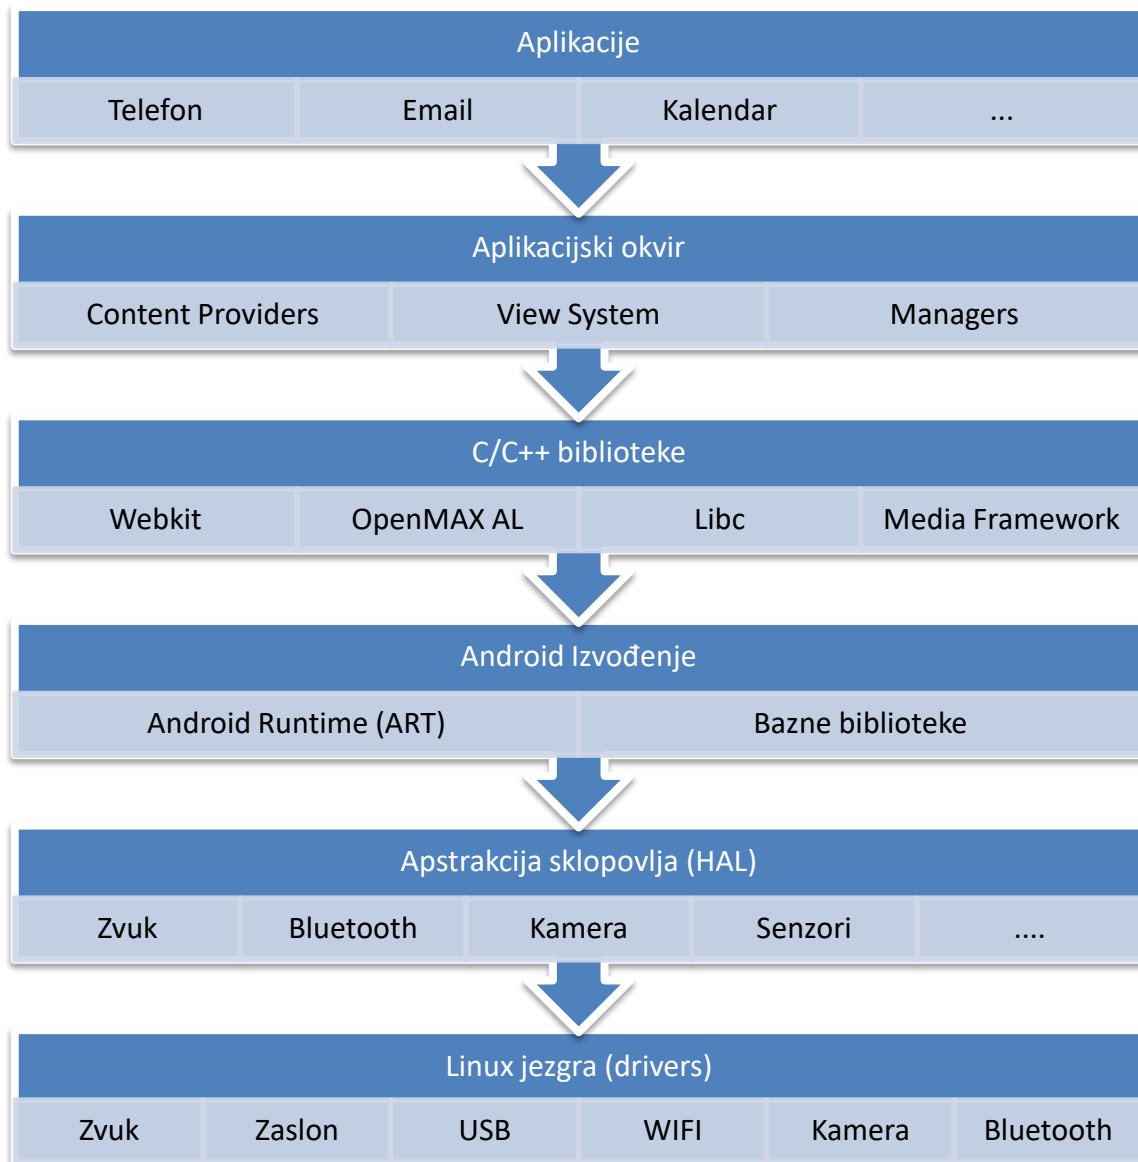 Aplikacije
Telefon Email Kalendar ...
Aplikacijski okvir
Content Providers View System Managers
C/C++ biblioteke
Webkit OpenMAX AL Libc Media Framework
Android Izvođenje
Android Runtime (ART) Bazne biblioteke
Apstrakcija sklopovlja (HAL)
Zvuk Bluetooth Kamera Senzori ....
Linux jezgra (drivers)
Zvuk Zaslon USB WIFI Kamera Bluetooth